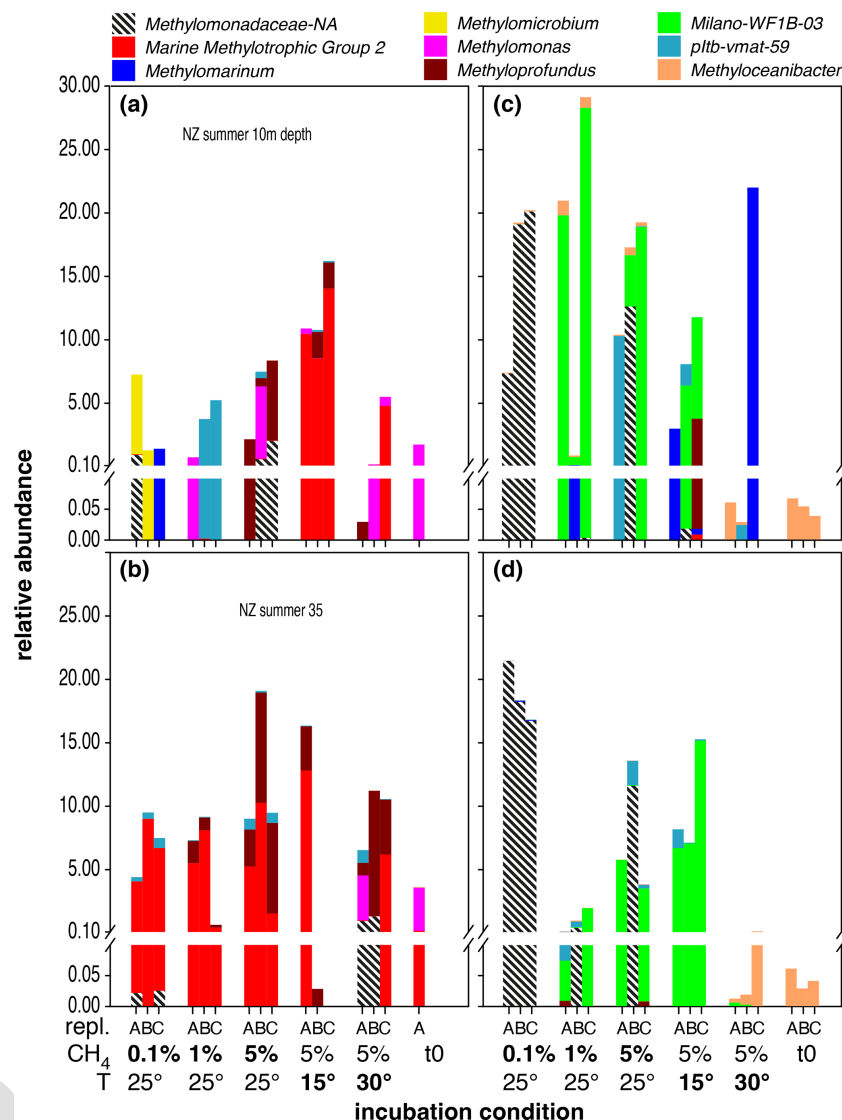 Methylomonadaceae-NA Methylomicrobium Milano-WF1B-03
Marine Methylotrophic Group 2 Methylomonas pltb-vmat-59
Methylomarinum Methyloprofundus Methyloceanibacter
30.00 (a) (c)
NZ summer 10m depth
25.00
20.00
15.00
10.00
5.00
0.10
0.05
0.00
relative abundance
(b) (d)
NZ summer 35
25.00
20.00
15.00
10.00
5.00
0.10
0.05
0.00
repl. ABC ABC ABC ABC ABC A ABC ABC ABC ABC ABC ABC
CH4 0.1% 1% 5% 5% 5% t0 0.1% 1% 5% 5% 5% t0
T 25° 25° 25° 15° 30° 25° 25° 25° 15° 30°
incubation condition